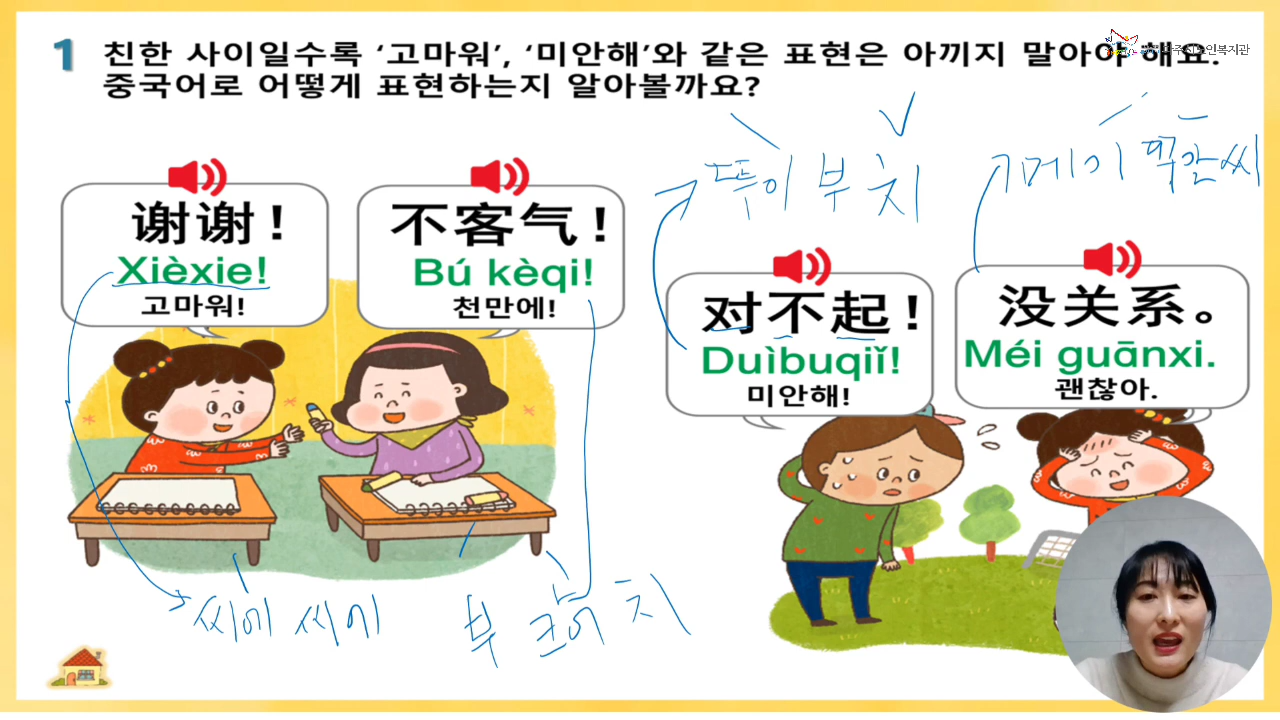 1 친한 사이일수록 ‘고마워’, ‘미안해’와 같은 표현은 아끼지 말아야 해요.
중국어로 어떻게 표현하는지 알아볼까요?
谢谢!
Xièxie!
고마워!
不客气!
Bú kèqi!
천만에!
뚜이 부 치
对不起!
Duìbuqǐ!
미안해!
没关系。
Méi guānxi.
괜찮아.
씨에 씨에
부 크어 치